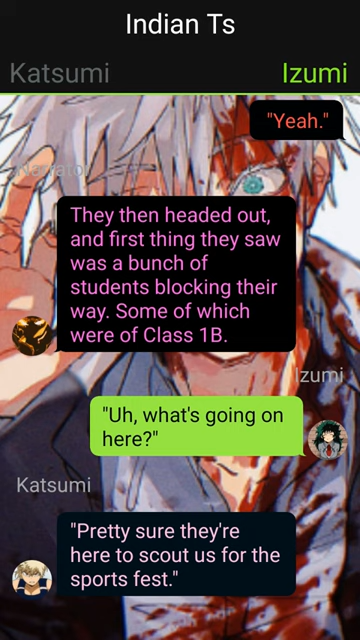 Indian Ts
Katsumi Izumi
"Yeah."
Narrator
They then headed out,
and first thing they saw
was a bunch of
students blocking their
way. Some of which
were of Class 1B.
Izumi
"Uh, what's going on
here?"
Katsumi
"Pretty sure they're
here to scout us for the
sports fest."